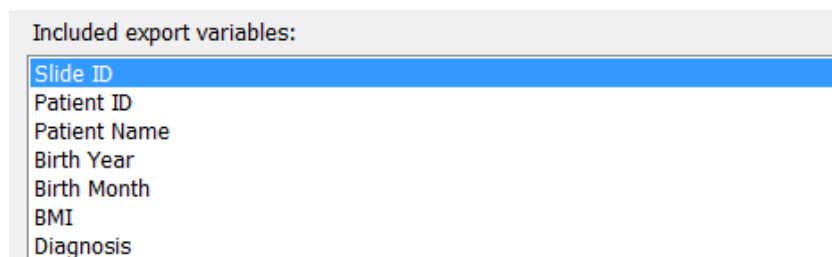 Included export variables:
Slide ID
Patient ID
Patient Name
Birth Year
Birth Month
BMI
Diagnosis